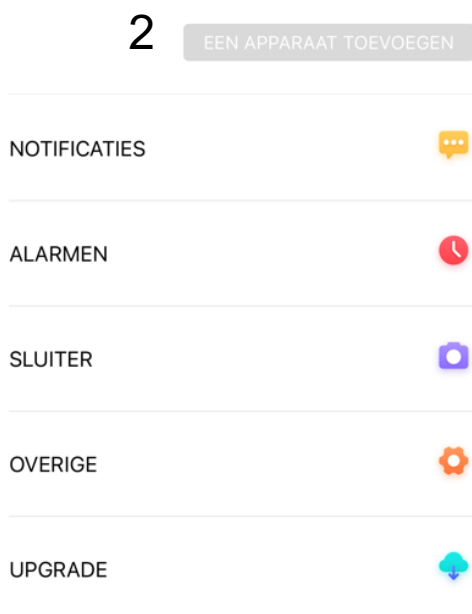 2
EEN APPARAAT TOEVOEGEN
NOTIFICATIES
ALARMEN
SLUITER
OVERIGE
UPGRADE